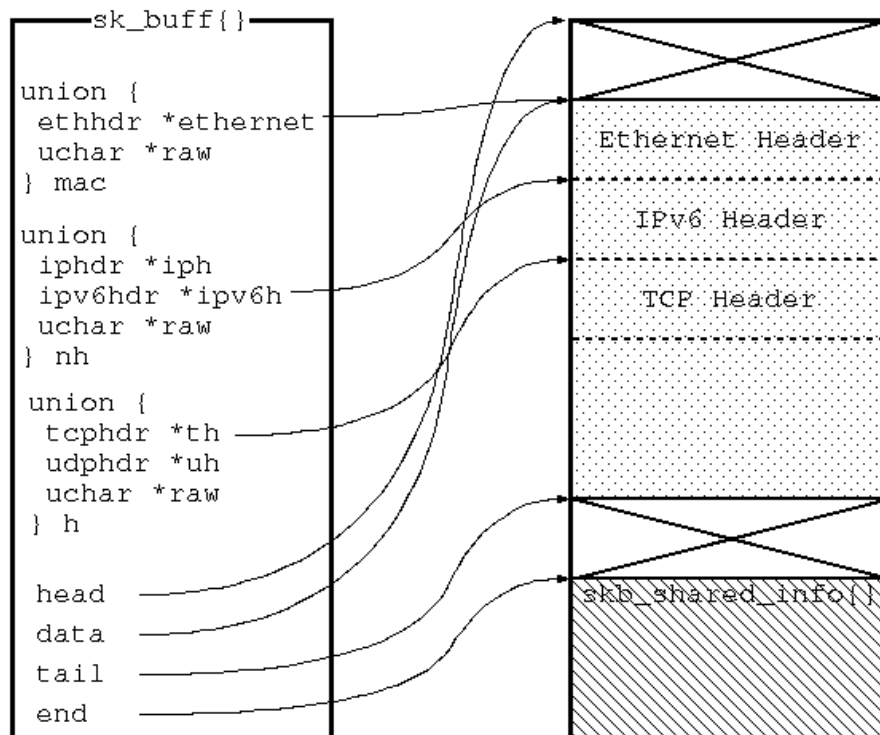 sk_buff{}
union {
ethhdr *ethernet
uchar *raw
} mac
union {
iphdr *iph
ipv6hdr *ipv6h
uchar *raw
} nh
union {
tcphdr *th
udphdr *uh
uchar *raw
} h
head
data
tail
end
Ethernet Header
IPv6 Header
TCP Header
skb_shared_info{}